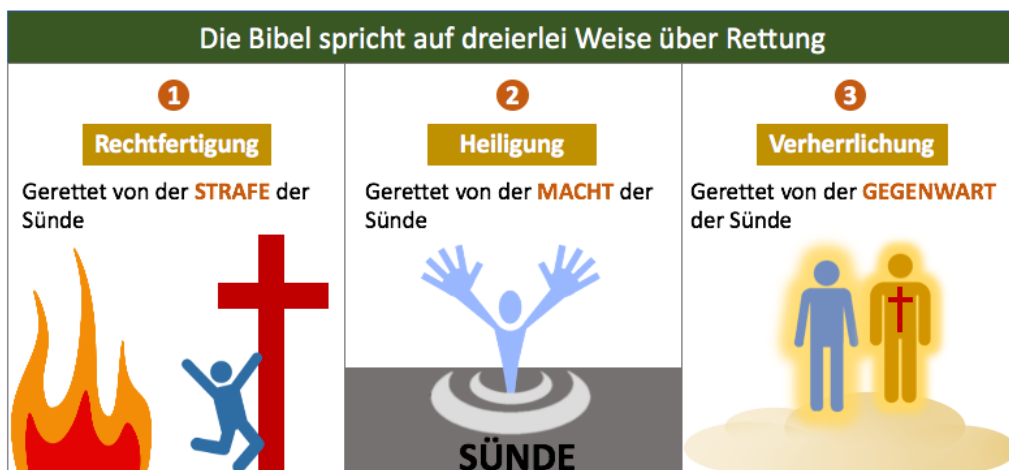 Die Bibel spricht auf dreierlei Weise über Rettung
1
Rechtfertigung
Gerettet von der STRAFE der
Sünde
2
Heiligung
Gerettet von der MACHT der
Sünde
SÜNDE
3
Verherrlichung
Gerettet von der GEGENWART
der Sünde